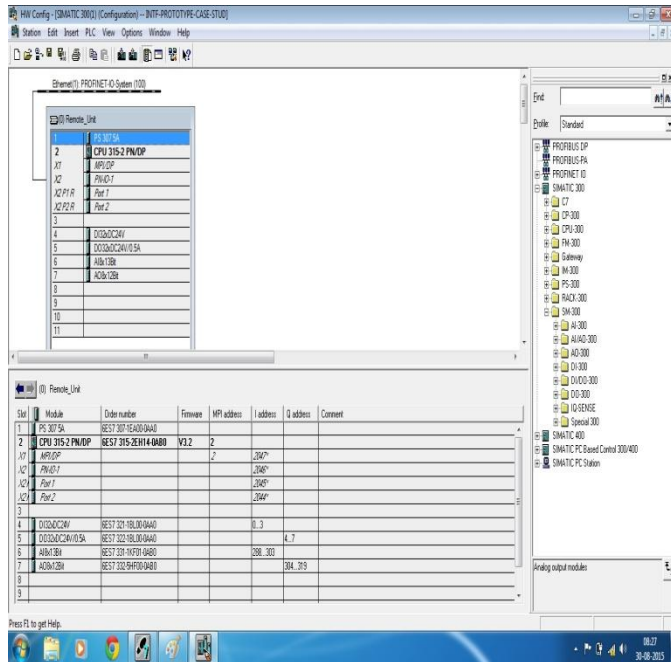 HW Config - [SIMATIC 300(1) (Configuration) -- INTF-PROTOTYPE-CASE-STUD]
Station Edit Insert PLC View Options Window Help
Ethernet(1): PROFINET-IO-System (100)
(0) Remote_Unit
1 PS 307 5A
2 CPU 315-2 PN/DP
X1 MPI/DP
X2 PN-IO-1
X2 P1 R Port 1
X2 P2 R Port 2
3
4 DI32xDC24V
5 DO32xDC24V/0.5A
6 AI8x13Bit
7 AO8x12Bit
8
9
10
11
Find:
Profile: Standard
PROFIBUS DP
PROFIBUS-PA
PROFINET IO
SIMATIC 300
C7
CP-300
CPU-300
FM-300
Gateway
IM-300
PS-300
RACK-300
SM-300
AI-300
AI/AO-300
AO-300
DI-300
DI/DO-300
DO-300
IQ-SENSE
Special 300
SIMATIC 400
SIMATIC PC Based Control 300/400
SIMATIC PC Station
Analog output modules
(0) Remote_Unit
Slot Module Order number Firmware MPI address I address Q address Comment
1 PS 307 5A 6ES7 307-1EA00-0AA0
2 CPU 315-2 PN/DP 6ES7 315-2EH14-0AB0 V3.2 2
X1 MPI/DP 2 2047*
X2 PN-IO-1 2046*
X2 Port 1 2045*
X2 Port 2 2044*
3
4 DI32xDC24V 6ES7 321-1BL00-0AA0 0...3
5 DO32xDC24V/0.5A 6ES7 322-1BL00-0AA0 4...7
6 AI8x13Bit 6ES7 331-1KF01-0AB0 288...303
7 AO8x12Bit 6ES7 332-5HF00-0AB0 304...319
8
9
Press F1 to get Help.
08:27
30-08-2015